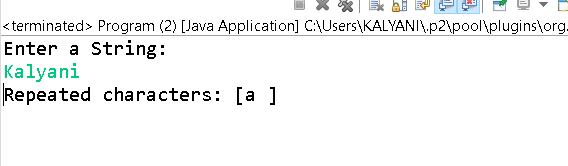 <terminated> Program (2) [Java Application] C:\Users\KALYANI\.p2\pool\plugins\org.
Enter a String:
Kalyani
Repeated characters: [a ]